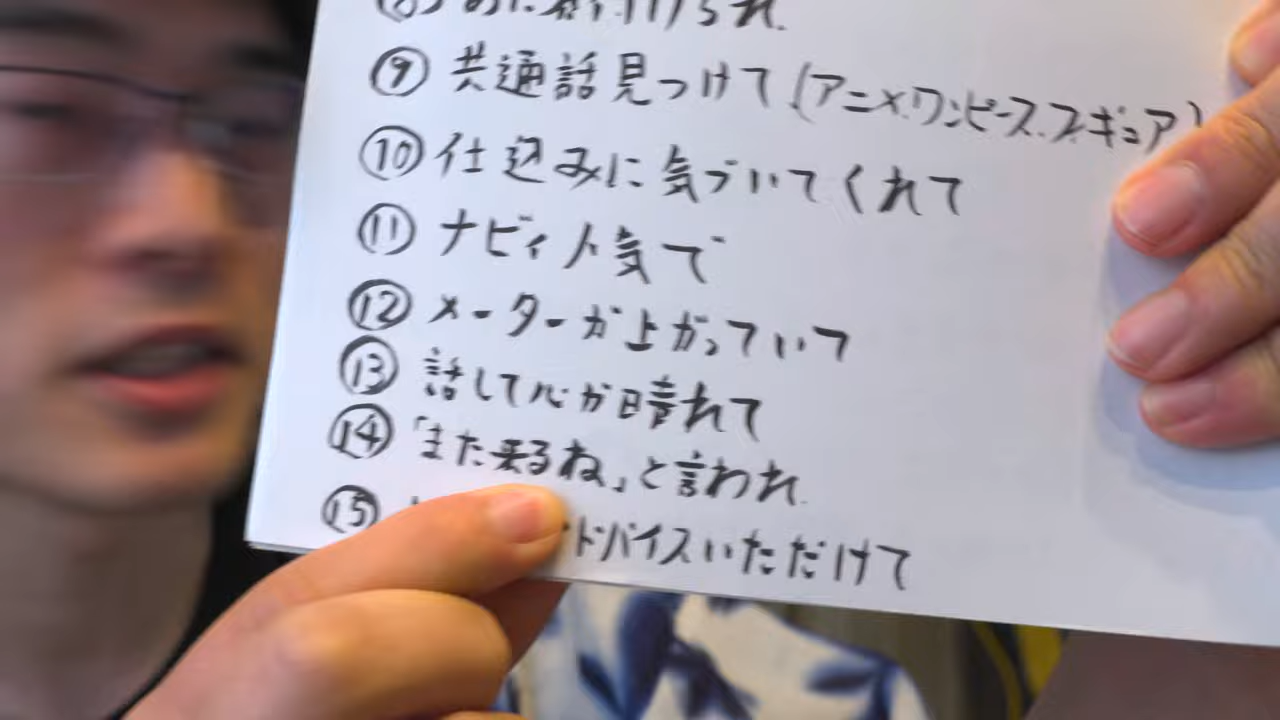 られ.
⑨ 共通話見つけて(アニメ.ワンピース.フギュア)
⑩ 仕込みに気づいてくれて
⑪ ナビィ人気で
⑫ メーターが上がっていて
⑬ 話して心が晴れて
⑭「また来るね」と言われ.
⑮ ドバイスいただけて